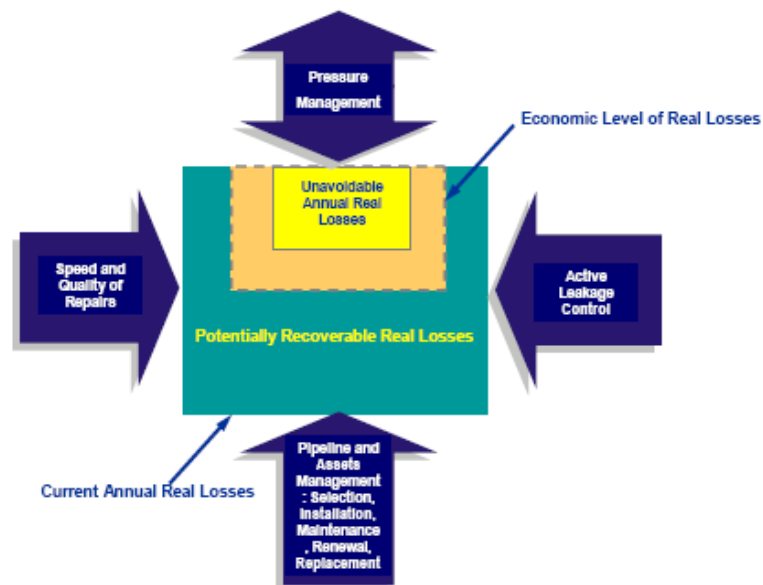 Pressure
Management
Economic Level of Real Losses
Unavoidable
Annual Real
Losses
Speed and
Quality of
Repairs
Active
Leakage
Control
Potentially Recoverable Real Losses
Pipeline and
Assets
Management
: Selection,
Installation,
Maintenance
, Renewal,
Replacement
Current Annual Real Losses